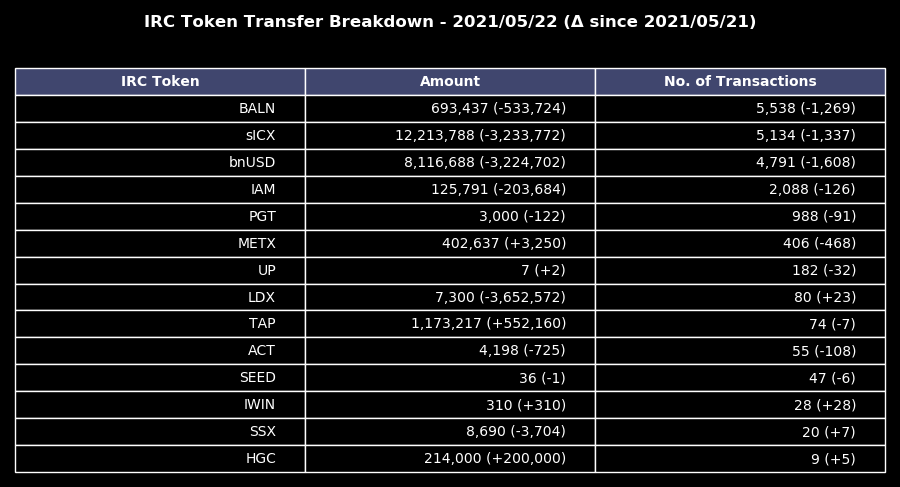 IRC Token Transfer Breakdown - 2021/05/22 (Δ since 2021/05/21)
IRC Token Amount No. of Transactions
BALN 693,437 (-533,724) 5,538 (-1,269)
sICX 12,213,788 (-3,233,772) 5,134 (-1,337)
bnUSD 8,116,688 (-3,224,702) 4,791 (-1,608)
IAM 125,791 (-203,684) 2,088 (-126)
PGT 3,000 (-122) 988 (-91)
METX 402,637 (+3,250) 406 (-468)
UP 7 (+2) 182 (-32)
LDX 7,300 (-3,652,572) 80 (+23)
TAP 1,173,217 (+552,160) 74 (-7)
ACT 4,198 (-725) 55 (-108)
SEED 36 (-1) 47 (-6)
IWIN 310 (+310) 28 (+28)
SSX 8,690 (-3,704) 20 (+7)
HGC 214,000 (+200,000) 9 (+5)